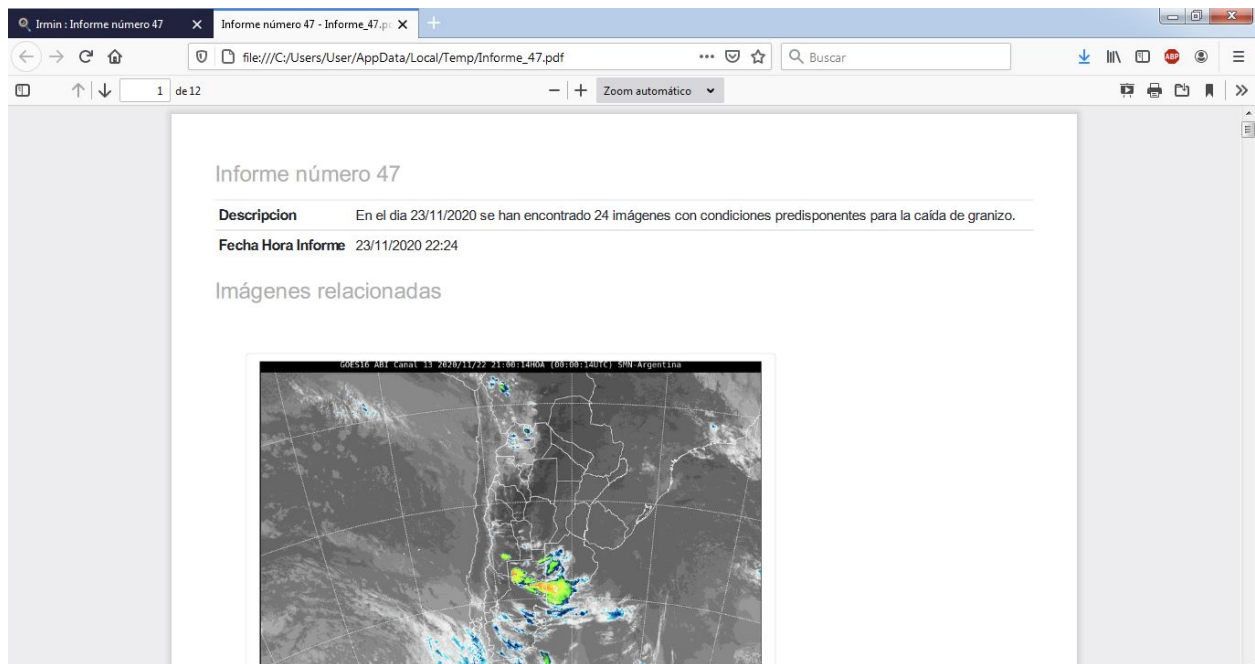 Irmin : Informe número 47
Informe número 47 - Informe_47.pc
file:///C:/Users/User/AppData/Local/Temp/Informe_47.pdf
Buscar
ABP
1 de 12
Zoom automático
Informe número 47
Descripcion En el dia 23/11/2020 se han encontrado 24 imágenes con condiciones predisponentes para la caída de granizo.
Fecha Hora Informe 23/11/2020 22:24
Imágenes relacionadas
GOES16 ABI Canal 13 2020/11/22 21:00:14HOA (00:00:14UTC) SMN-Argentina